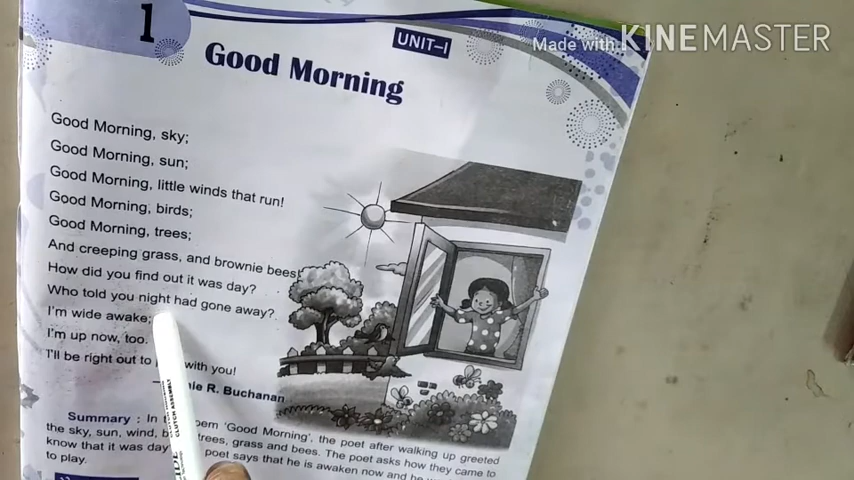 1
UNIT–I
Made with KINEMASTER
Good Morning
Good Morning, sky;
Good Morning, sun;
Good Morning, little winds that run!
Good Morning, birds;
Good Morning, trees;
And creeping grass, and brownie bees
How did you find out it was day?
Who told you night had gone away?
I'm wide awake;
I'm up now, too.
I'll be right out to with you!
R. Buchanan
Summary : In poem 'Good Morning', the poet after walking up greeted
the sky, sun, wind, trees, grass and bees. The poet asks how they came to
know that it was day poet says that he is awaken now and
to play.
CLUTCH ASSEMBLY